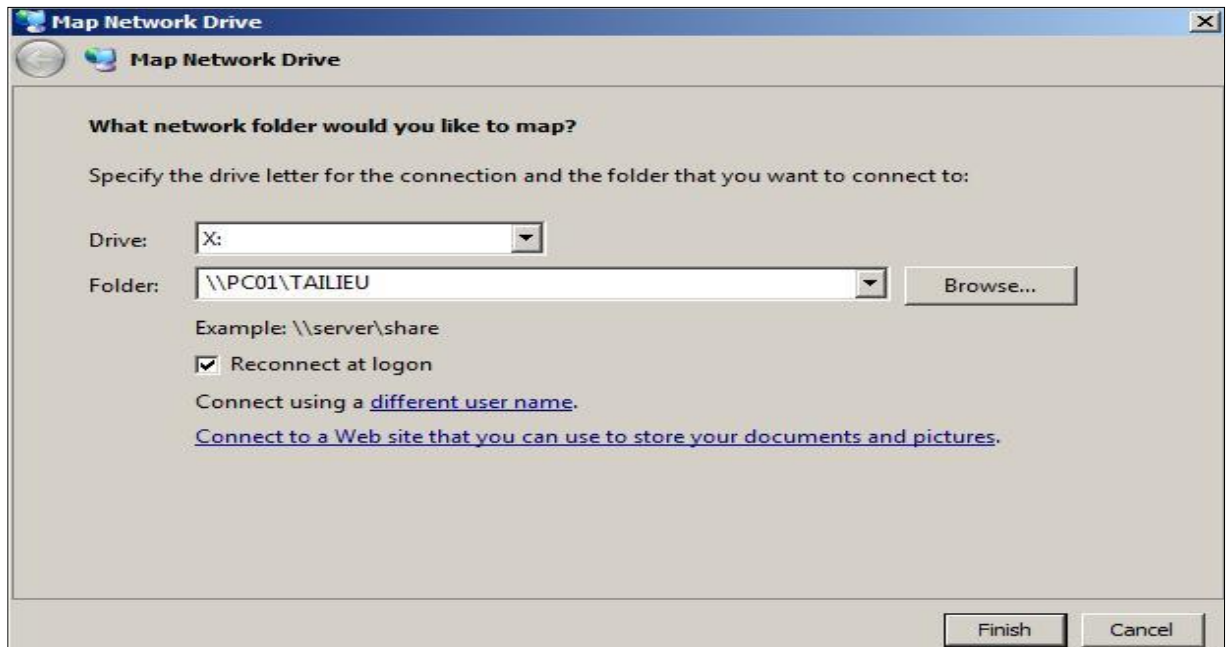 Map Network Drive
Map Network Drive
What network folder would you like to map?
Specify the drive letter for the connection and the folder that you want to connect to:
Drive: X:
Folder: \\PC01\TAILIEU Browse...
Example: \\server\share
Reconnect at logon
Connect using a different user name.
Connect to a Web site that you can use to store your documents and pictures.
Finish Cancel